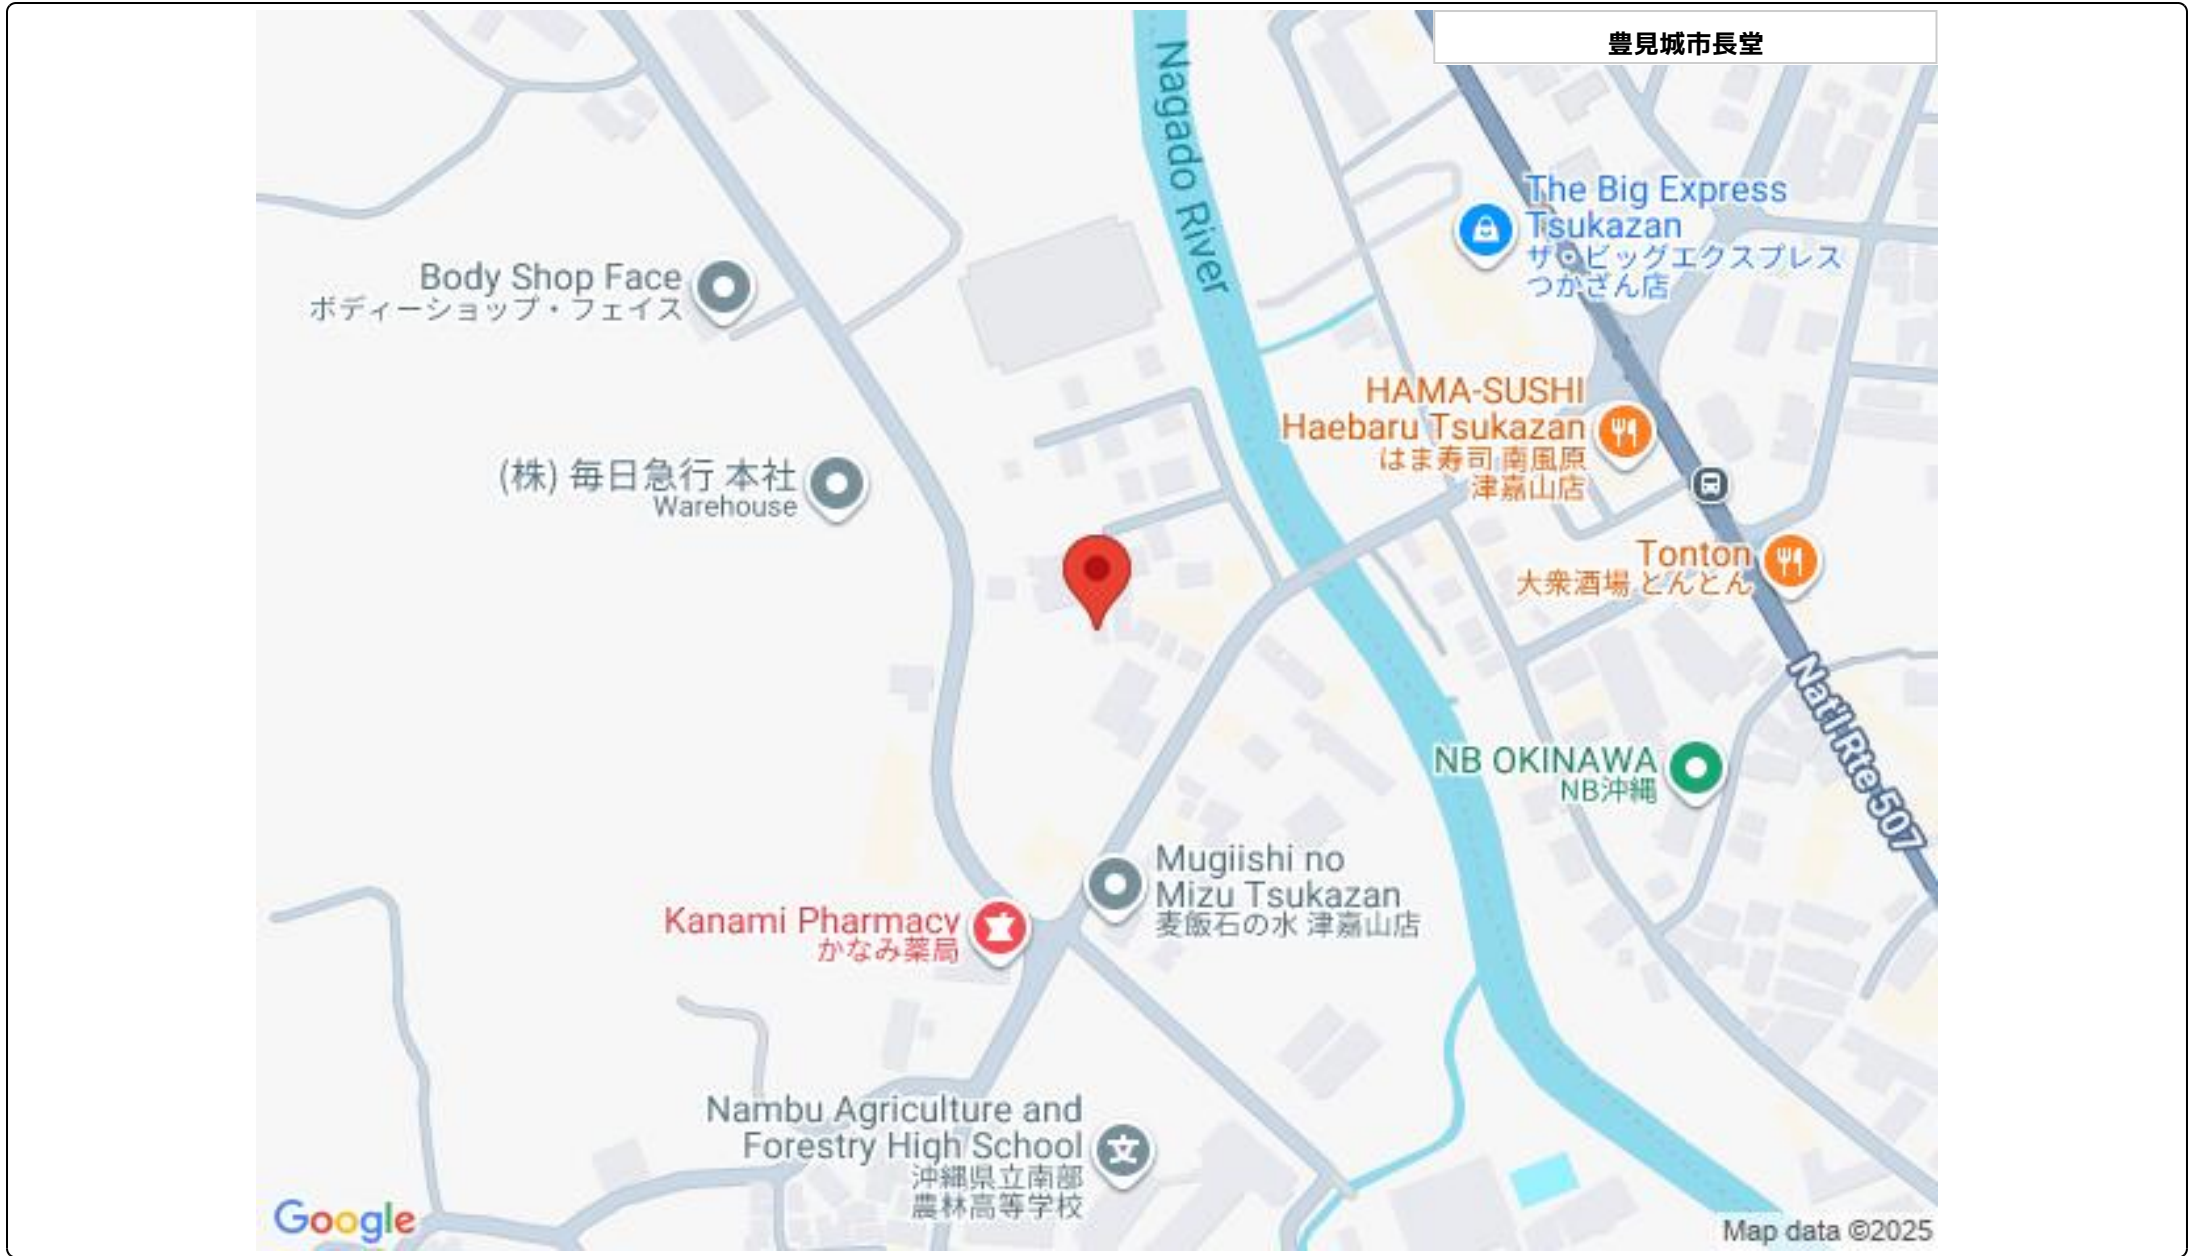 豊見城市長堂
Nagado River
The Big Express
Tsukazan
ザ・ビッグエクスプレス
つかざん店
Body Shop Face
ボディーショップ・フェイス
HAMA-SUSHI
Haebaru Tsukazan
はま寿司 南風原
津嘉山店
(株) 毎日急行 本社
Warehouse
Tonton
大衆酒場 とんとん
Nat'l Rte 507
NB OKINAWA
NB沖縄
Mugiishi no
Mizu Tsukazan
麦飯石の水 津嘉山店
Kanami Pharmacy
かなみ薬局
Nambu Agriculture and
Forestry High School
沖縄県立南部
農林高等学校
文
Google
Map data ©2025